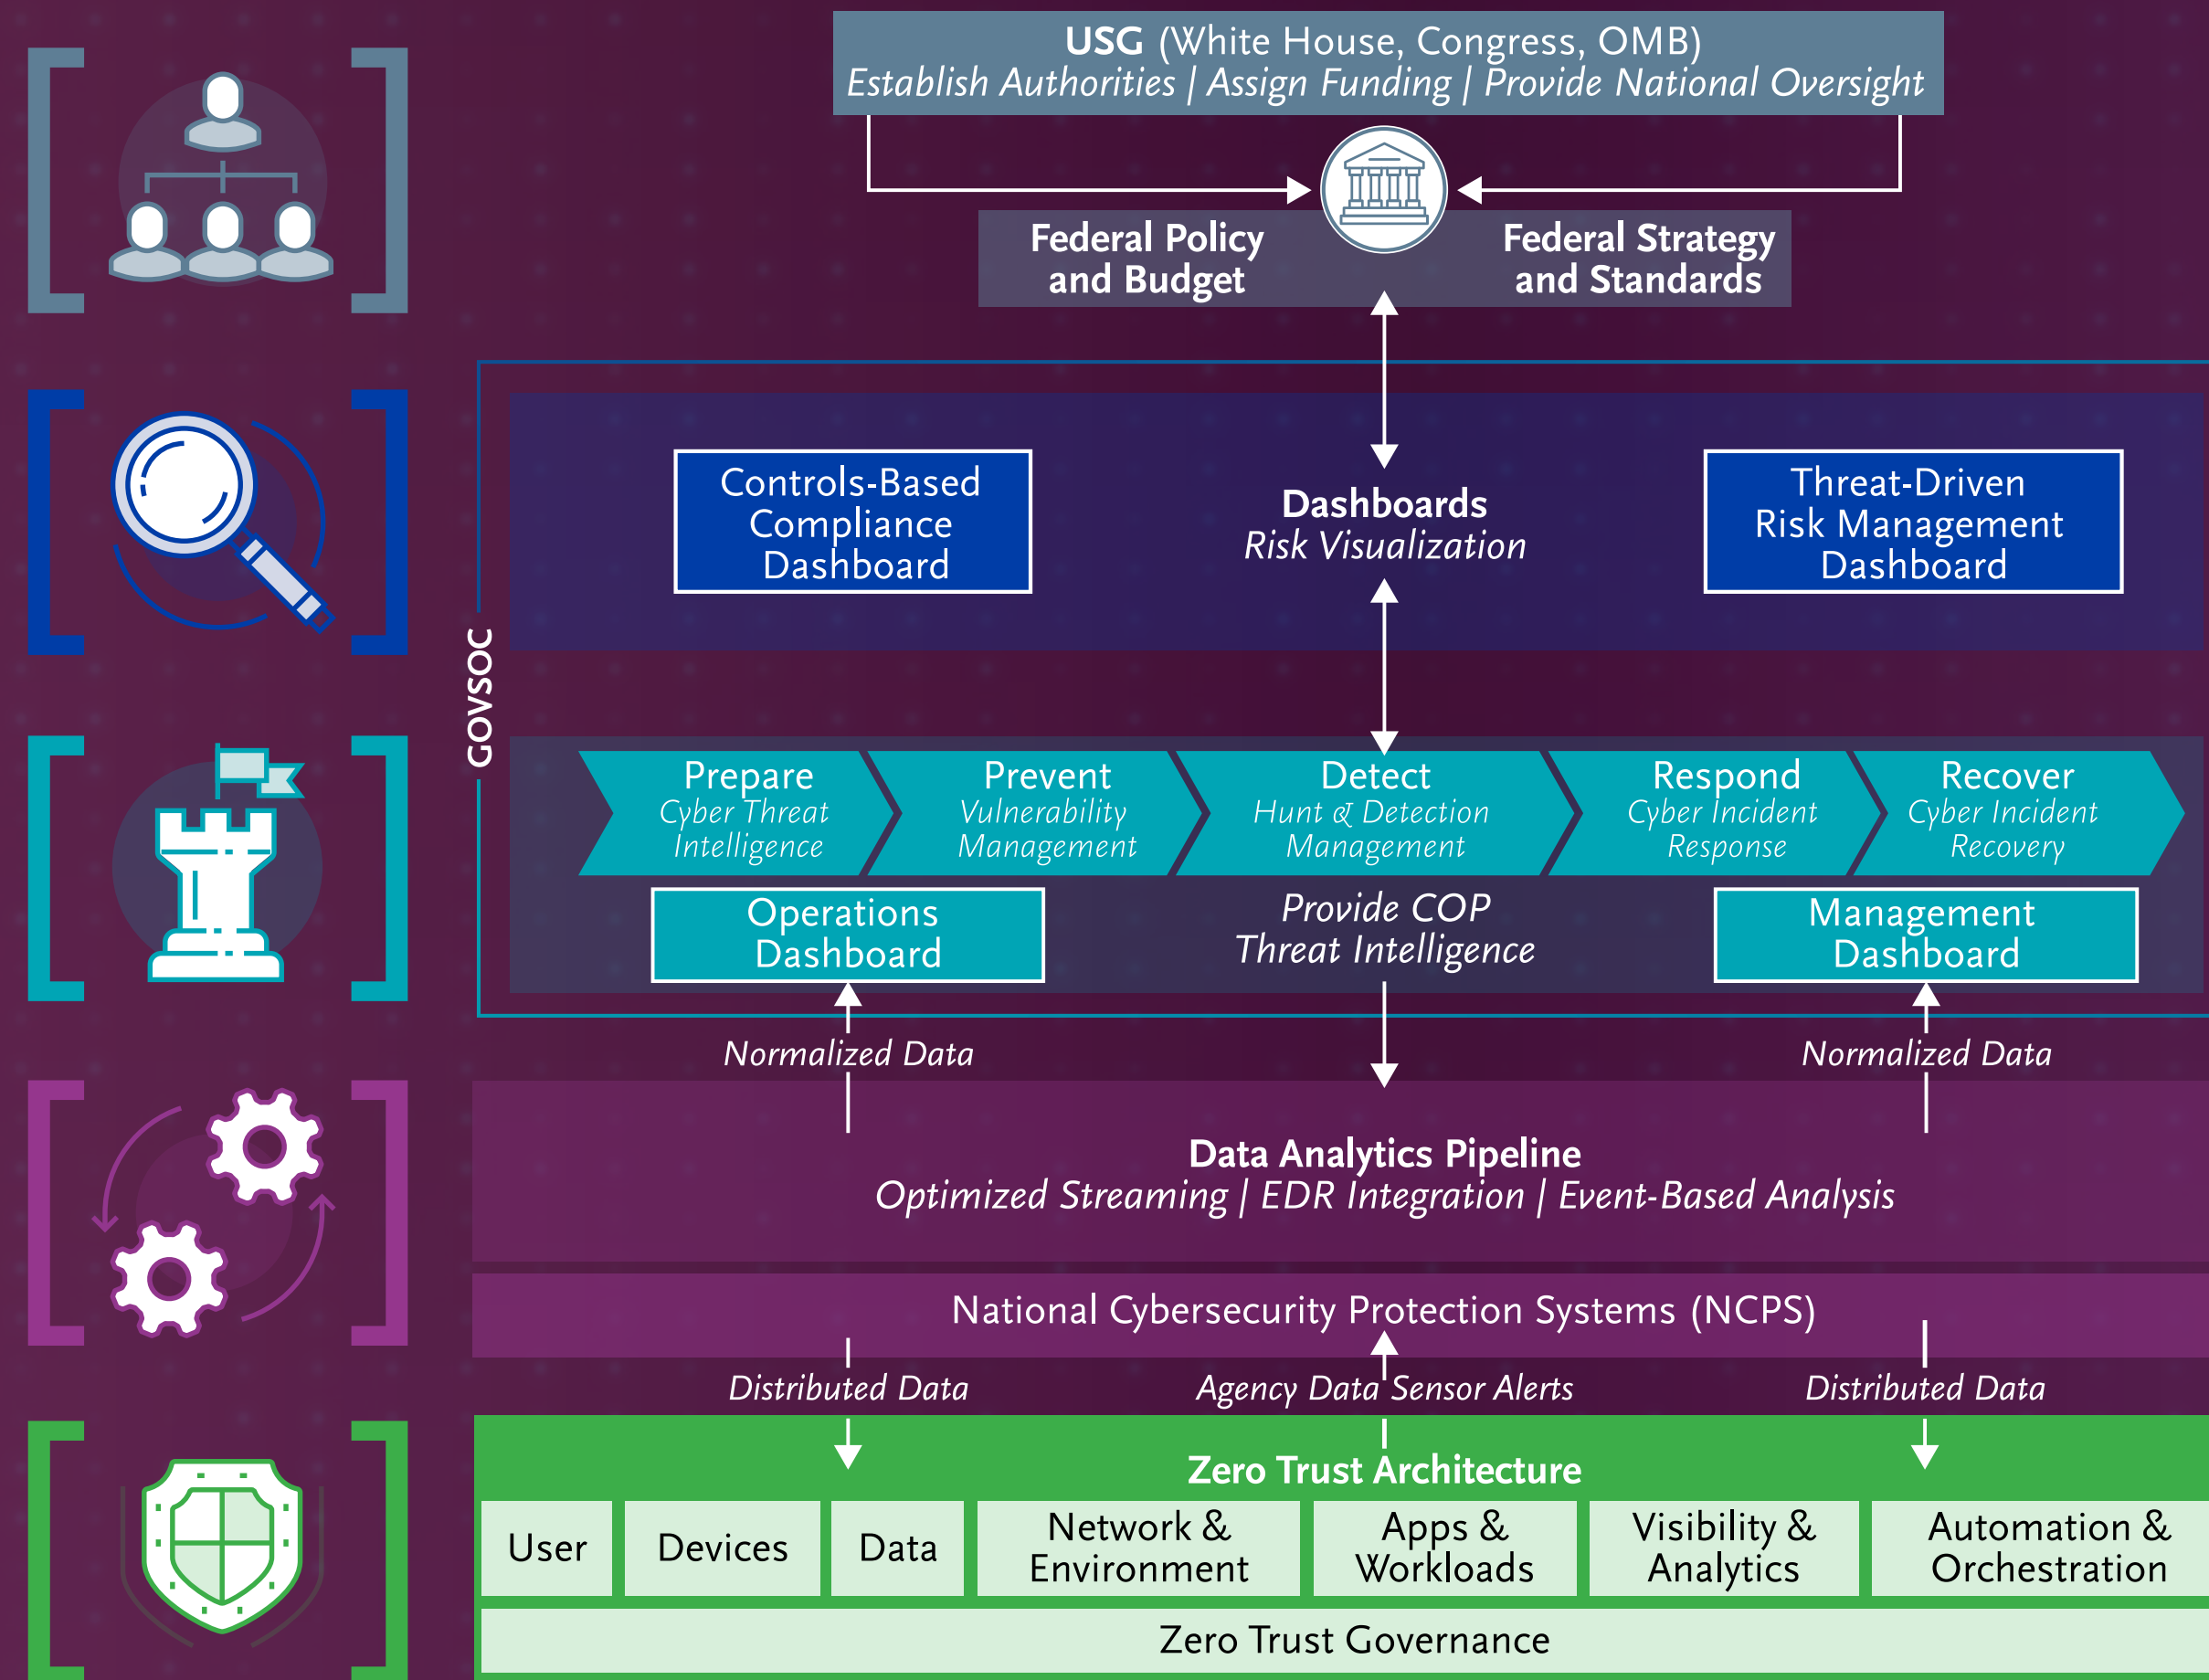 USG (White House, Congress, OMB)
Establish Authorities | Assign Funding | Provide National Oversight
Federal Policy
and Budget
Federal Strategy
and Standards
GOVSOC
Controls-Based
Compliance
Dashboard
Dashboards
Risk Visualization
Threat-Driven
Risk Management
Dashboard
Prepare
Cyber Threat
Intelligence
Prevent
Vulnerability
Management
Detect
Hunt & Detection
Management
Respond
Cyber Incident
Response
Recover
Cyber Incident
Recovery
Operations
Dashboard
Provide COP
Threat Intelligence
Management
Dashboard
Normalized Data
Normalized Data
Data Analytics Pipeline
Optimized Streaming | EDR Integration | Event-Based Analysis
National Cybersecurity Protection Systems (NCPS)
Distributed Data
Agency Data Sensor Alerts
Distributed Data
Zero Trust Architecture
User
Devices
Data
Network &
Environment
Apps &
Workloads
Visibility &
Analytics
Automation &
Orchestration
Zero Trust Governance